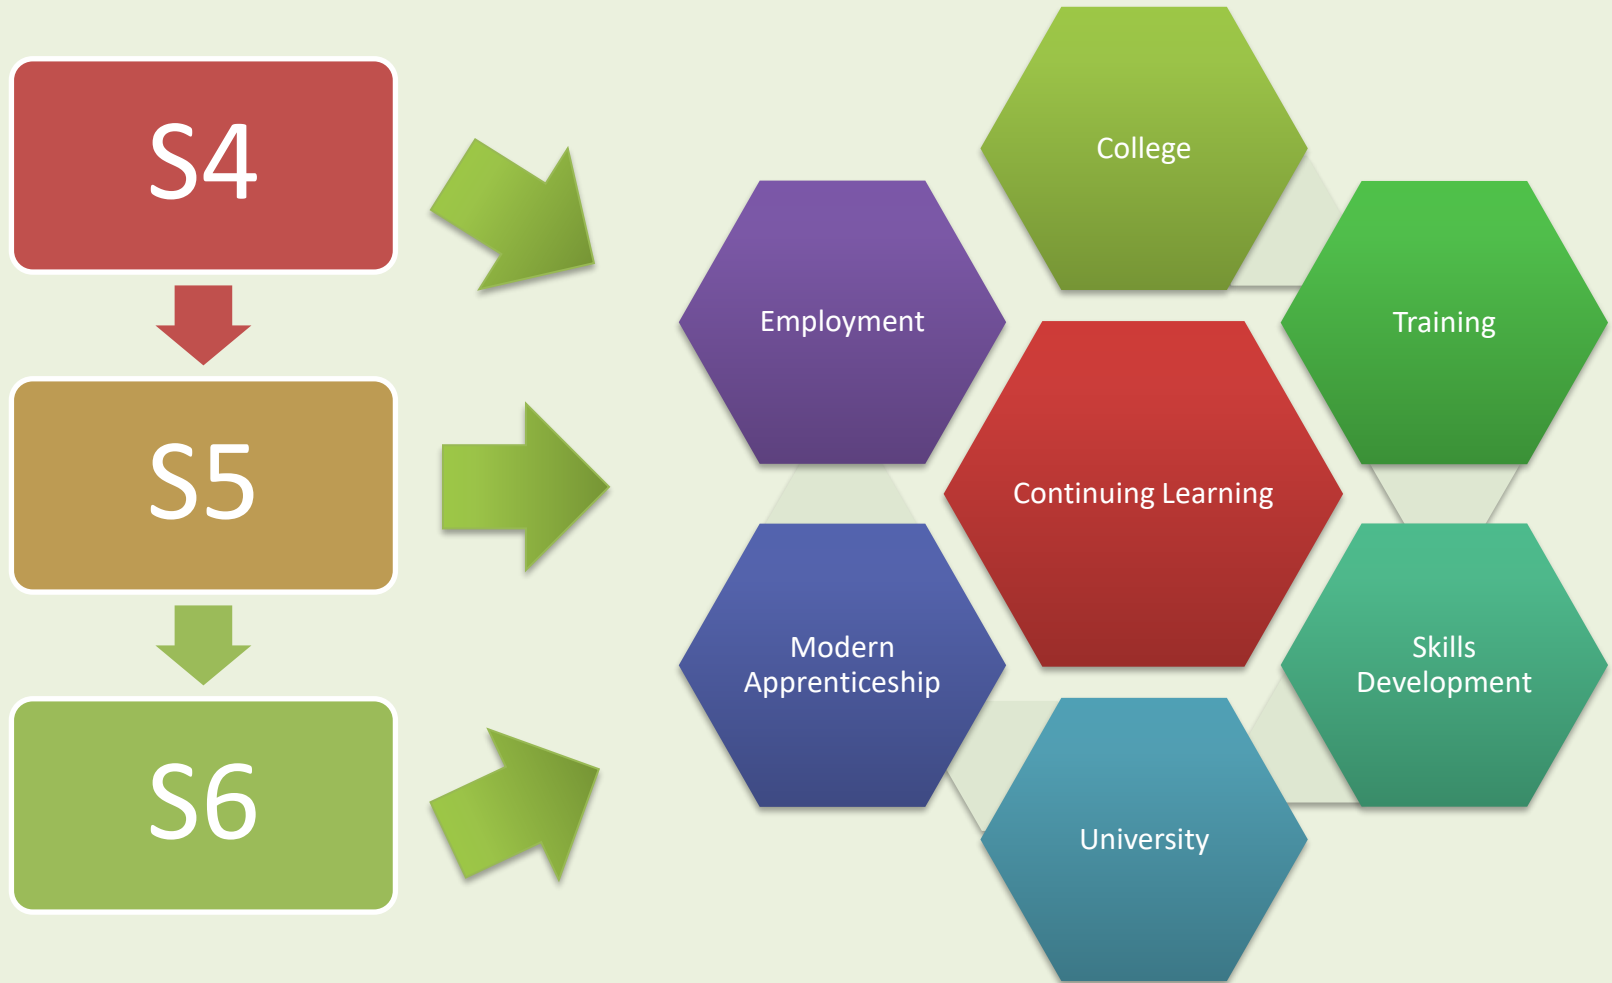 S4
S5
S6
College
Employment
Training
Continuing Learning
Modern
Apprenticeship
Skills
Development
University